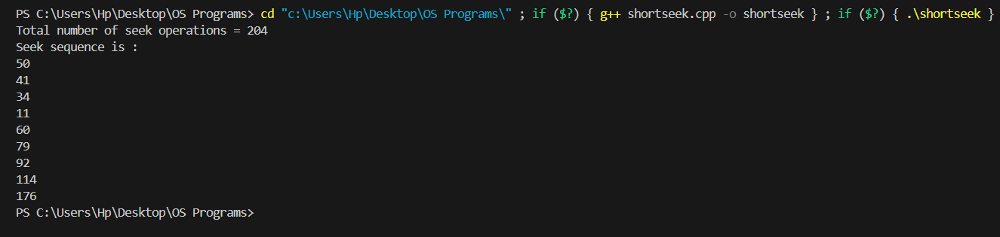 PS C:\Users\Hp\Desktop\OS Programs> cd "c:\Users\Hp\Desktop\OS Programs\" ; if ($?) { g++ shortseek.cpp -o shortseek } ; if ($?) { .\shortseek }
Total number of seek operations = 204
Seek sequence is :
50
41
34
11
60
79
92
114
176
PS C:\Users\Hp\Desktop\OS Programs>